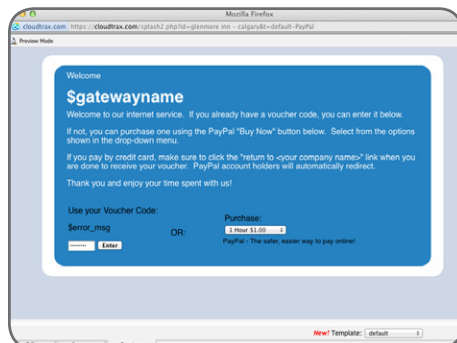 Mozilla Firefox
cloudtrax.com https://cloudtrax.com/splash2.php?id=glenmore inn - calgary&t=default-PayPal
Preview Mode
Welcome
$gatewayname
Welcome to our internet service. If you already have a voucher code, you can enter it below.
If not, you can purchase one using the PayPal "Buy Now" button below. Select from the options
shown in the drop-down menu.
If you pay by credit card, make sure to click the "return to <your company name>" link when you
are done to receive your voucher. PayPal account holders will automatically redirect.
Thank you and enjoy your time spent with us!
Use your Voucher Code:
$error_msg
Enter
OR:
Purchase:
1 Hour $1.00
PayPal - The safer, easier way to pay online!
New! Template: default